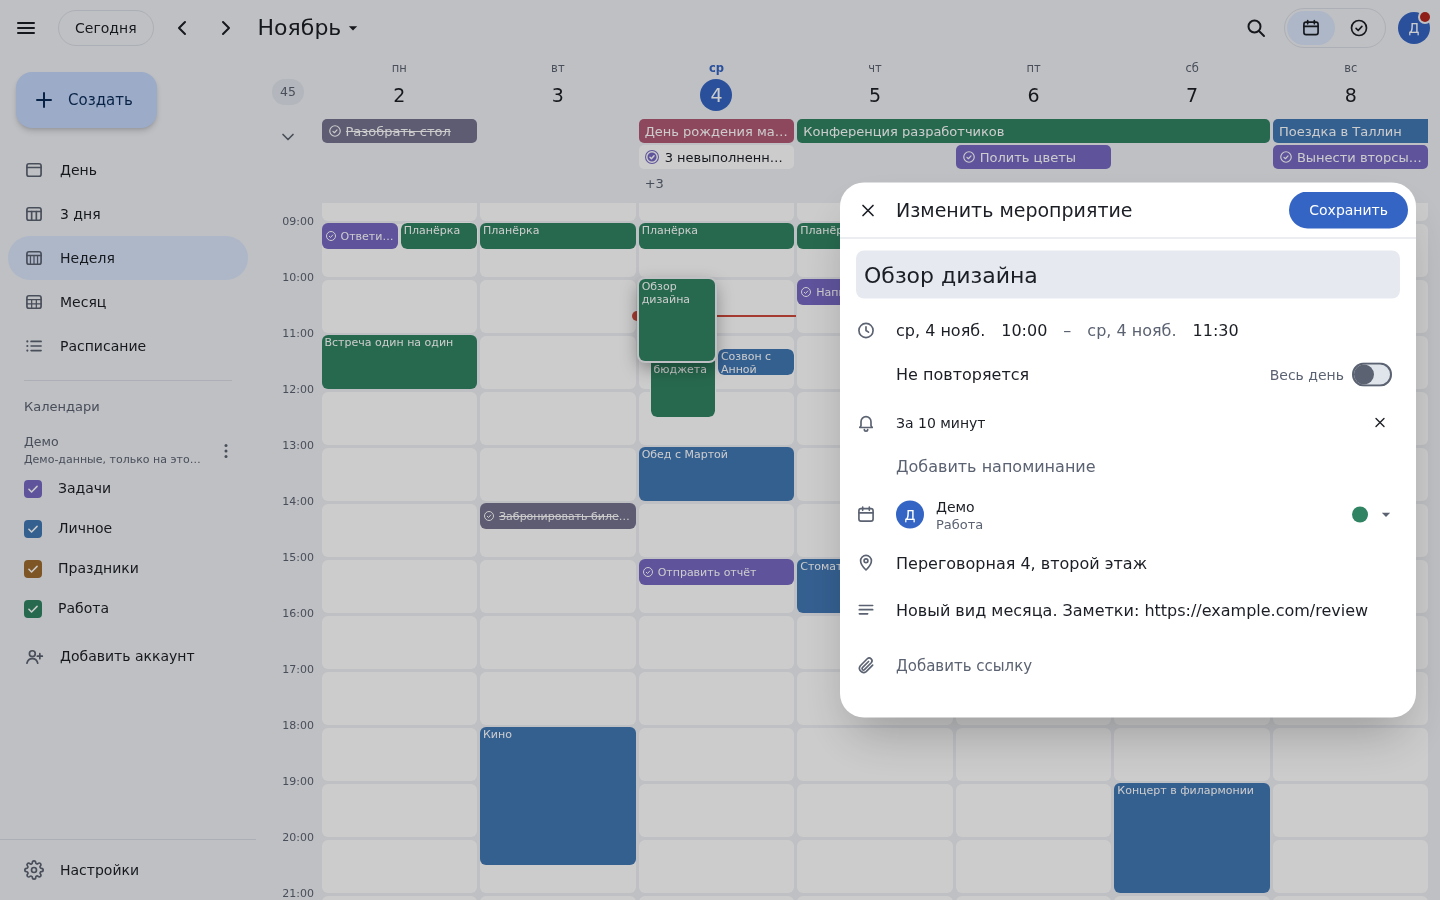 Сегодня
Ноябрь
Д
Создать
День
3 дня
Неделя
Месяц
Расписание
Календари
Демо
Демо-данные, только на это…
Задачи
Личное
Праздники
Работа
Добавить аккаунт
Настройки
45
пн
2
вт
3
ср
4
чт
5
пт
6
сб
7
вс
8
Разобрать стол
День рождения ма…
Конференция разработчиков
Поездка в Таллин
3 невыполненн…
Полить цветы
Вынести вторсы…
+3
09:00
10:00
11:00
12:00
13:00
14:00
15:00
16:00
17:00
18:00
19:00
20:00
21:00
Ответи…
Планёрка
Планёрка
Планёрка
Обзор
дизайна
Встреча один на один
Созвон с
Анной
бюджета
Обед с Мартой
Забронировать биле…
Отправить отчёт
Кино
Концерт в филармонии
Изменить мероприятие
Сохранить
Обзор дизайна
ср, 4 нояб. 10:00 – ср, 4 нояб. 11:30
Не повторяется
Весь день
За 10 минут
Добавить напоминание
Д
Демо
Работа
Переговорная 4, второй этаж
Новый вид месяца. Заметки: https://example.com/review
Добавить ссылку